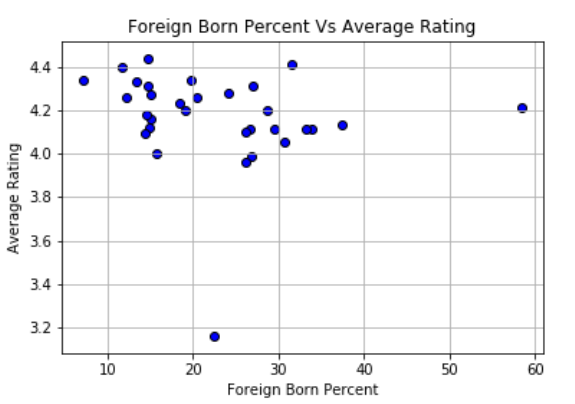 Foreign Born Percent Vs Average Rating
Average Rating
4.4
4.2
4.0
3.8
3.6
3.4
3.2
10 20 30 40 50 60
Foreign Born Percent